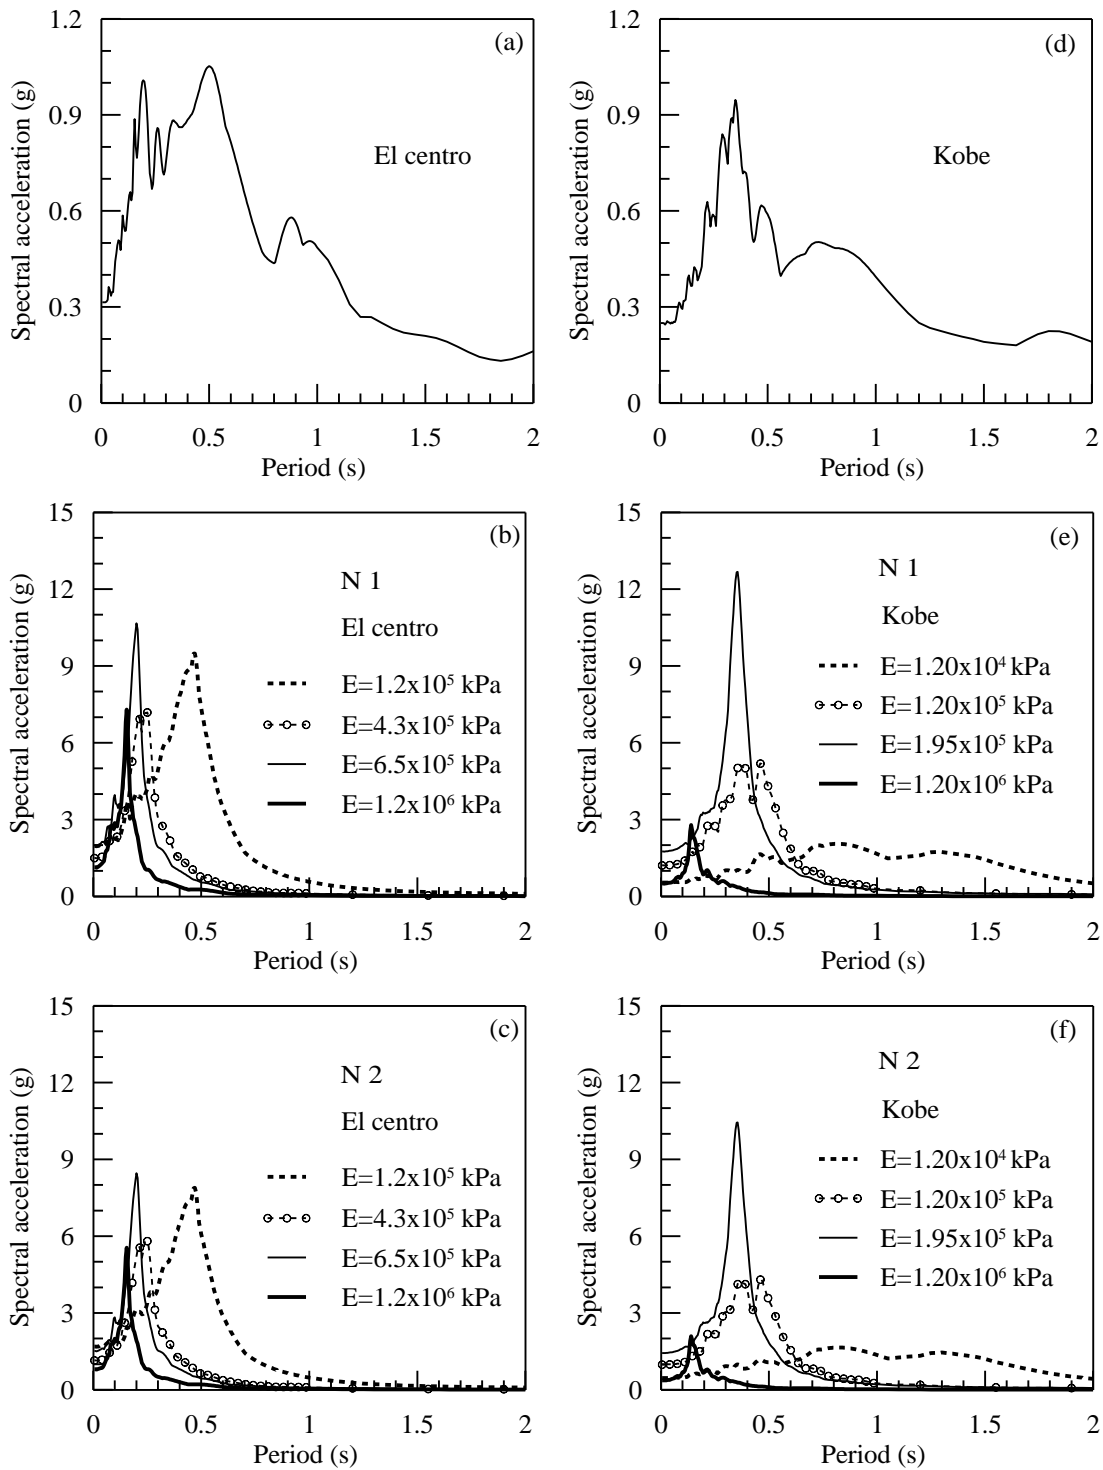 1.2
(a)
0.9
El centro
0.6
0.3
0
Spectral acceleration (g)
0 0.5 1 1.5 2
Period (s)
1.2
(d)
0.9
Kobe
0.6
0.3
0
Spectral acceleration (g)
0 0.5 1 1.5 2
Period (s)
15
(b)
N 1
12
El centro
9
E=1.2x10⁵ kPa
E=4.3x10⁵ kPa
6
E=6.5x10⁵ kPa
E=1.2x10⁶ kPa
3
0
Spectral acceleration (g)
0 0.5 1 1.5 2
Period (s)
15
(e)
N 1
12
Kobe
9
E=1.20x10⁴ kPa
E=1.20x10⁵ kPa
6
E=1.95x10⁵ kPa
E=1.20x10⁶ kPa
3
0
Spectral acceleration (g)
0 0.5 1 1.5 2
Period (s)
15
(c)
N 2
12
El centro
9
E=1.2x10⁵ kPa
E=4.3x10⁵ kPa
6
E=6.5x10⁵ kPa
E=1.2x10⁶ kPa
3
0
Spectral acceleration (g)
0 0.5 1 1.5 2
Period (s)
15
(f)
N 2
12
Kobe
9
E=1.20x10⁴ kPa
E=1.20x10⁵ kPa
6
E=1.95x10⁵ kPa
E=1.20x10⁶ kPa
3
0
Spectral acceleration (g)
0 0.5 1 1.5 2
Period (s)